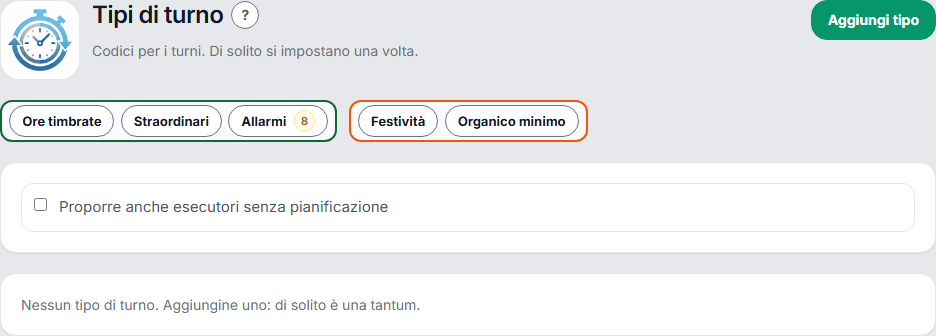 Tipi di turno ?
Aggiungi tipo
Codici per i turni. Di solito si impostano una volta.
Ore timbrate Straordinari Allarmi 8 Festività Organico minimo
Proporre anche esecutori senza pianificazione
Nessun tipo di turno. Aggiungine uno: di solito è una tantum.